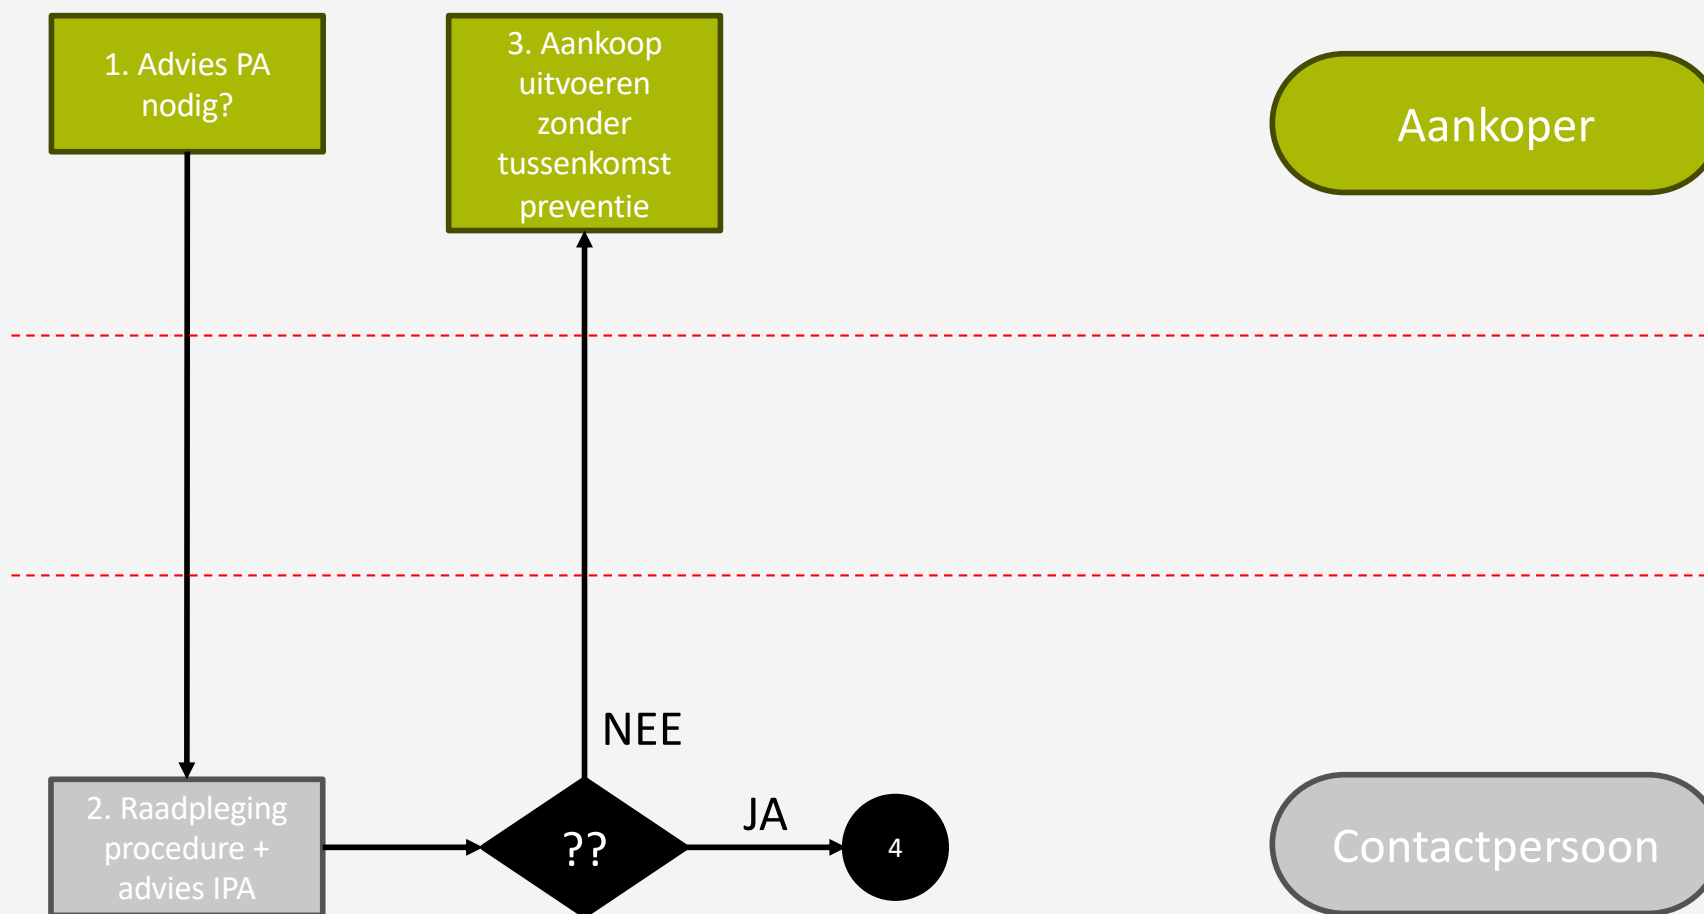 1. Advies PA
nodig?
3. Aankoop
uitvoeren
zonder
tussenkomst
preventie
Aankoper
NEE
JA
2. Raadpleging
procedure +
advies IPA
??
4
Contactpersoon